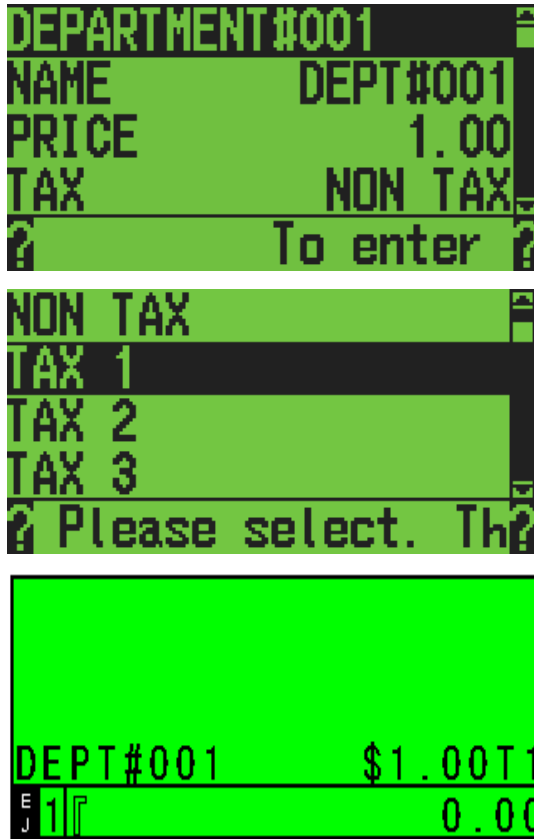 DEPARTMENT#001
NAME DEPT#001
PRICE 1.00
TAX NON TAX
? To enter ?
NON TAX
TAX 1
TAX 2
TAX 3
? Please select. Th?
DEPT#001 $1.00T1
EJ 1 0.00